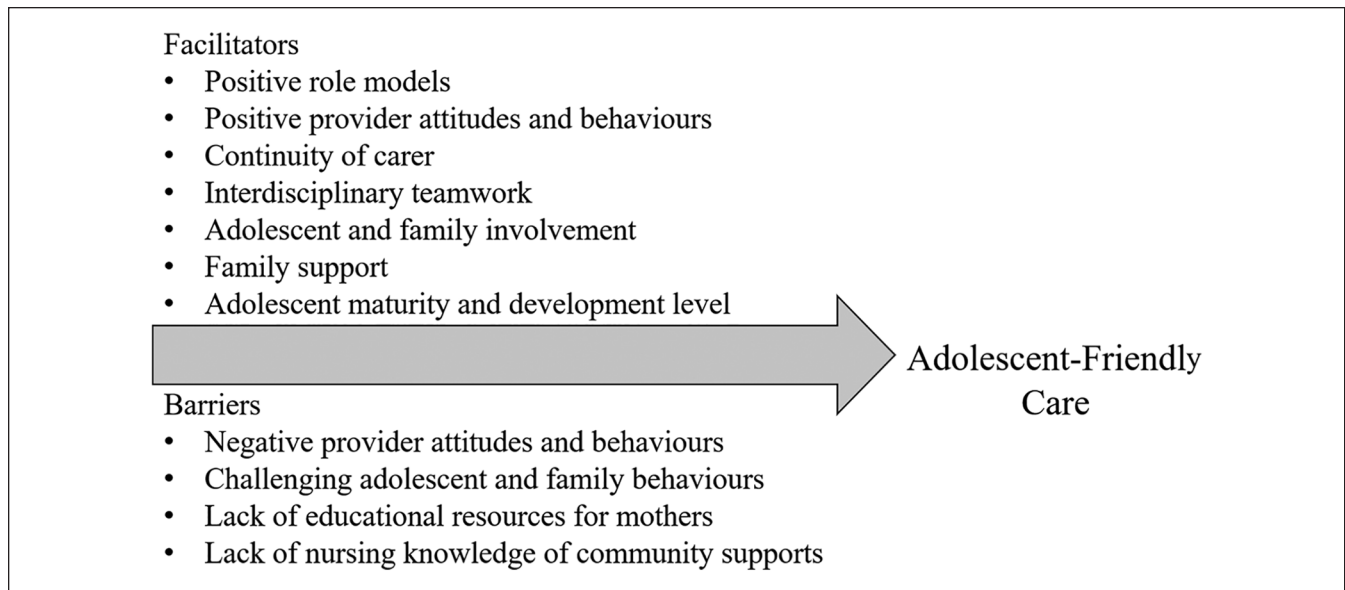 Facilitators
• Positive role models
• Positive provider attitudes and behaviours
• Continuity of carer
• Interdisciplinary teamwork
• Adolescent and family involvement
• Family support
• Adolescent maturity and development level
Adolescent-Friendly
Care
Barriers
• Negative provider attitudes and behaviours
• Challenging adolescent and family behaviours
• Lack of educational resources for mothers
• Lack of nursing knowledge of community supports